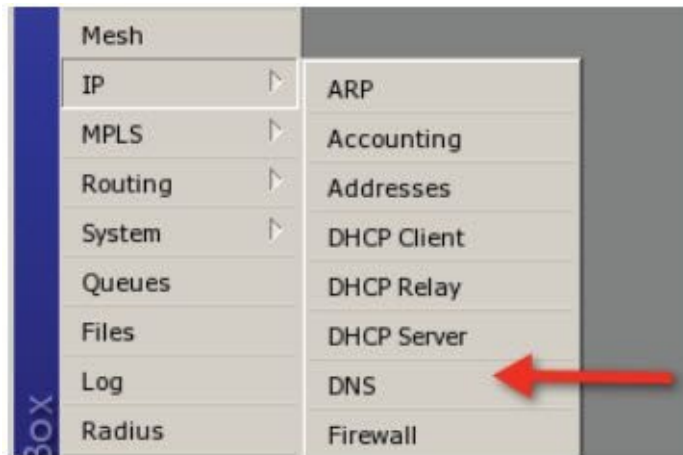 Mesh
IP
MPLS
Routing
System
Queues
Files
Log
Radius
ARP
Accounting
Addresses
DHCP Client
DHCP Relay
DHCP Server
DNS
Firewall
Box